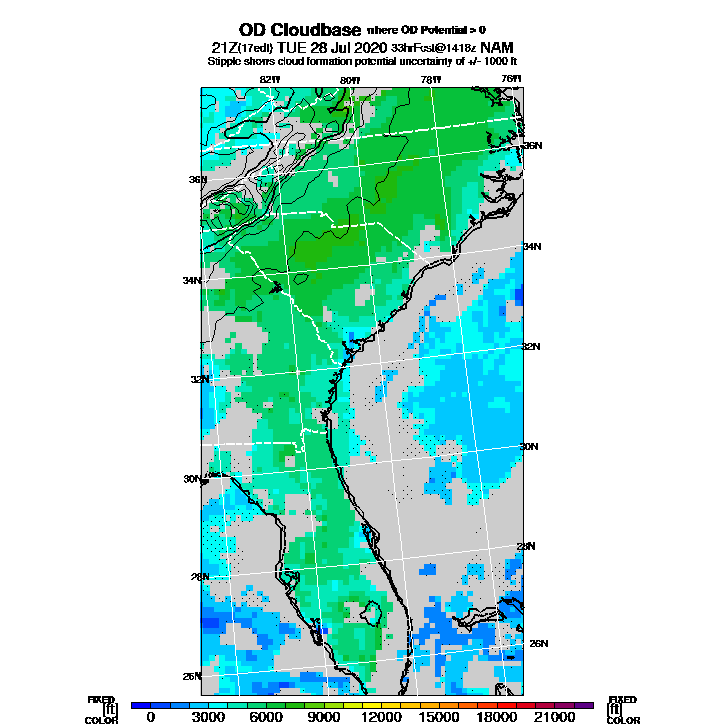 OD Cloudbase where OD Potential > 0
21Z(17edt) TUE 28 Jul 2020 33hrFcst@1418z NAM
Stipple shows cloud formation potential uncertainty of +/- 1000 ft
82W 80W 78W 76W
36N
36N
34N
34N
32N
32N
30N
30N
28N
28N
26N
26N
FIXED FIXED
[ft] 0 3000 6000 9000 12000 15000 18000 21000 [ft]
COLOR COLOR